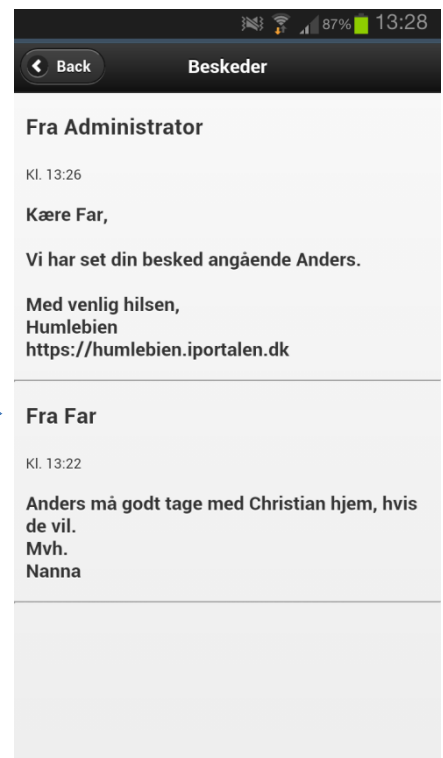 87% 13:28
Back Beskeder
Fra Administrator
Kl. 13:26
Kære Far,
Vi har set din besked angående Anders.
Med venlig hilsen,
Humlebien
https://humlebien.iportalen.dk
Fra Far
Kl. 13:22
Anders må godt tage med Christian hjem, hvis
de vil.
Mvh.
Nanna